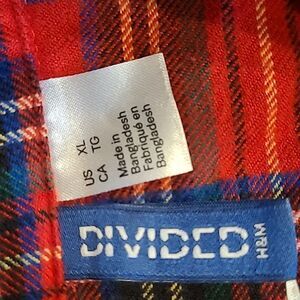 US XL
CA TG
Made in
Bangladesh
Fabriqué en
Bangladesh
DIVIDED
H&M